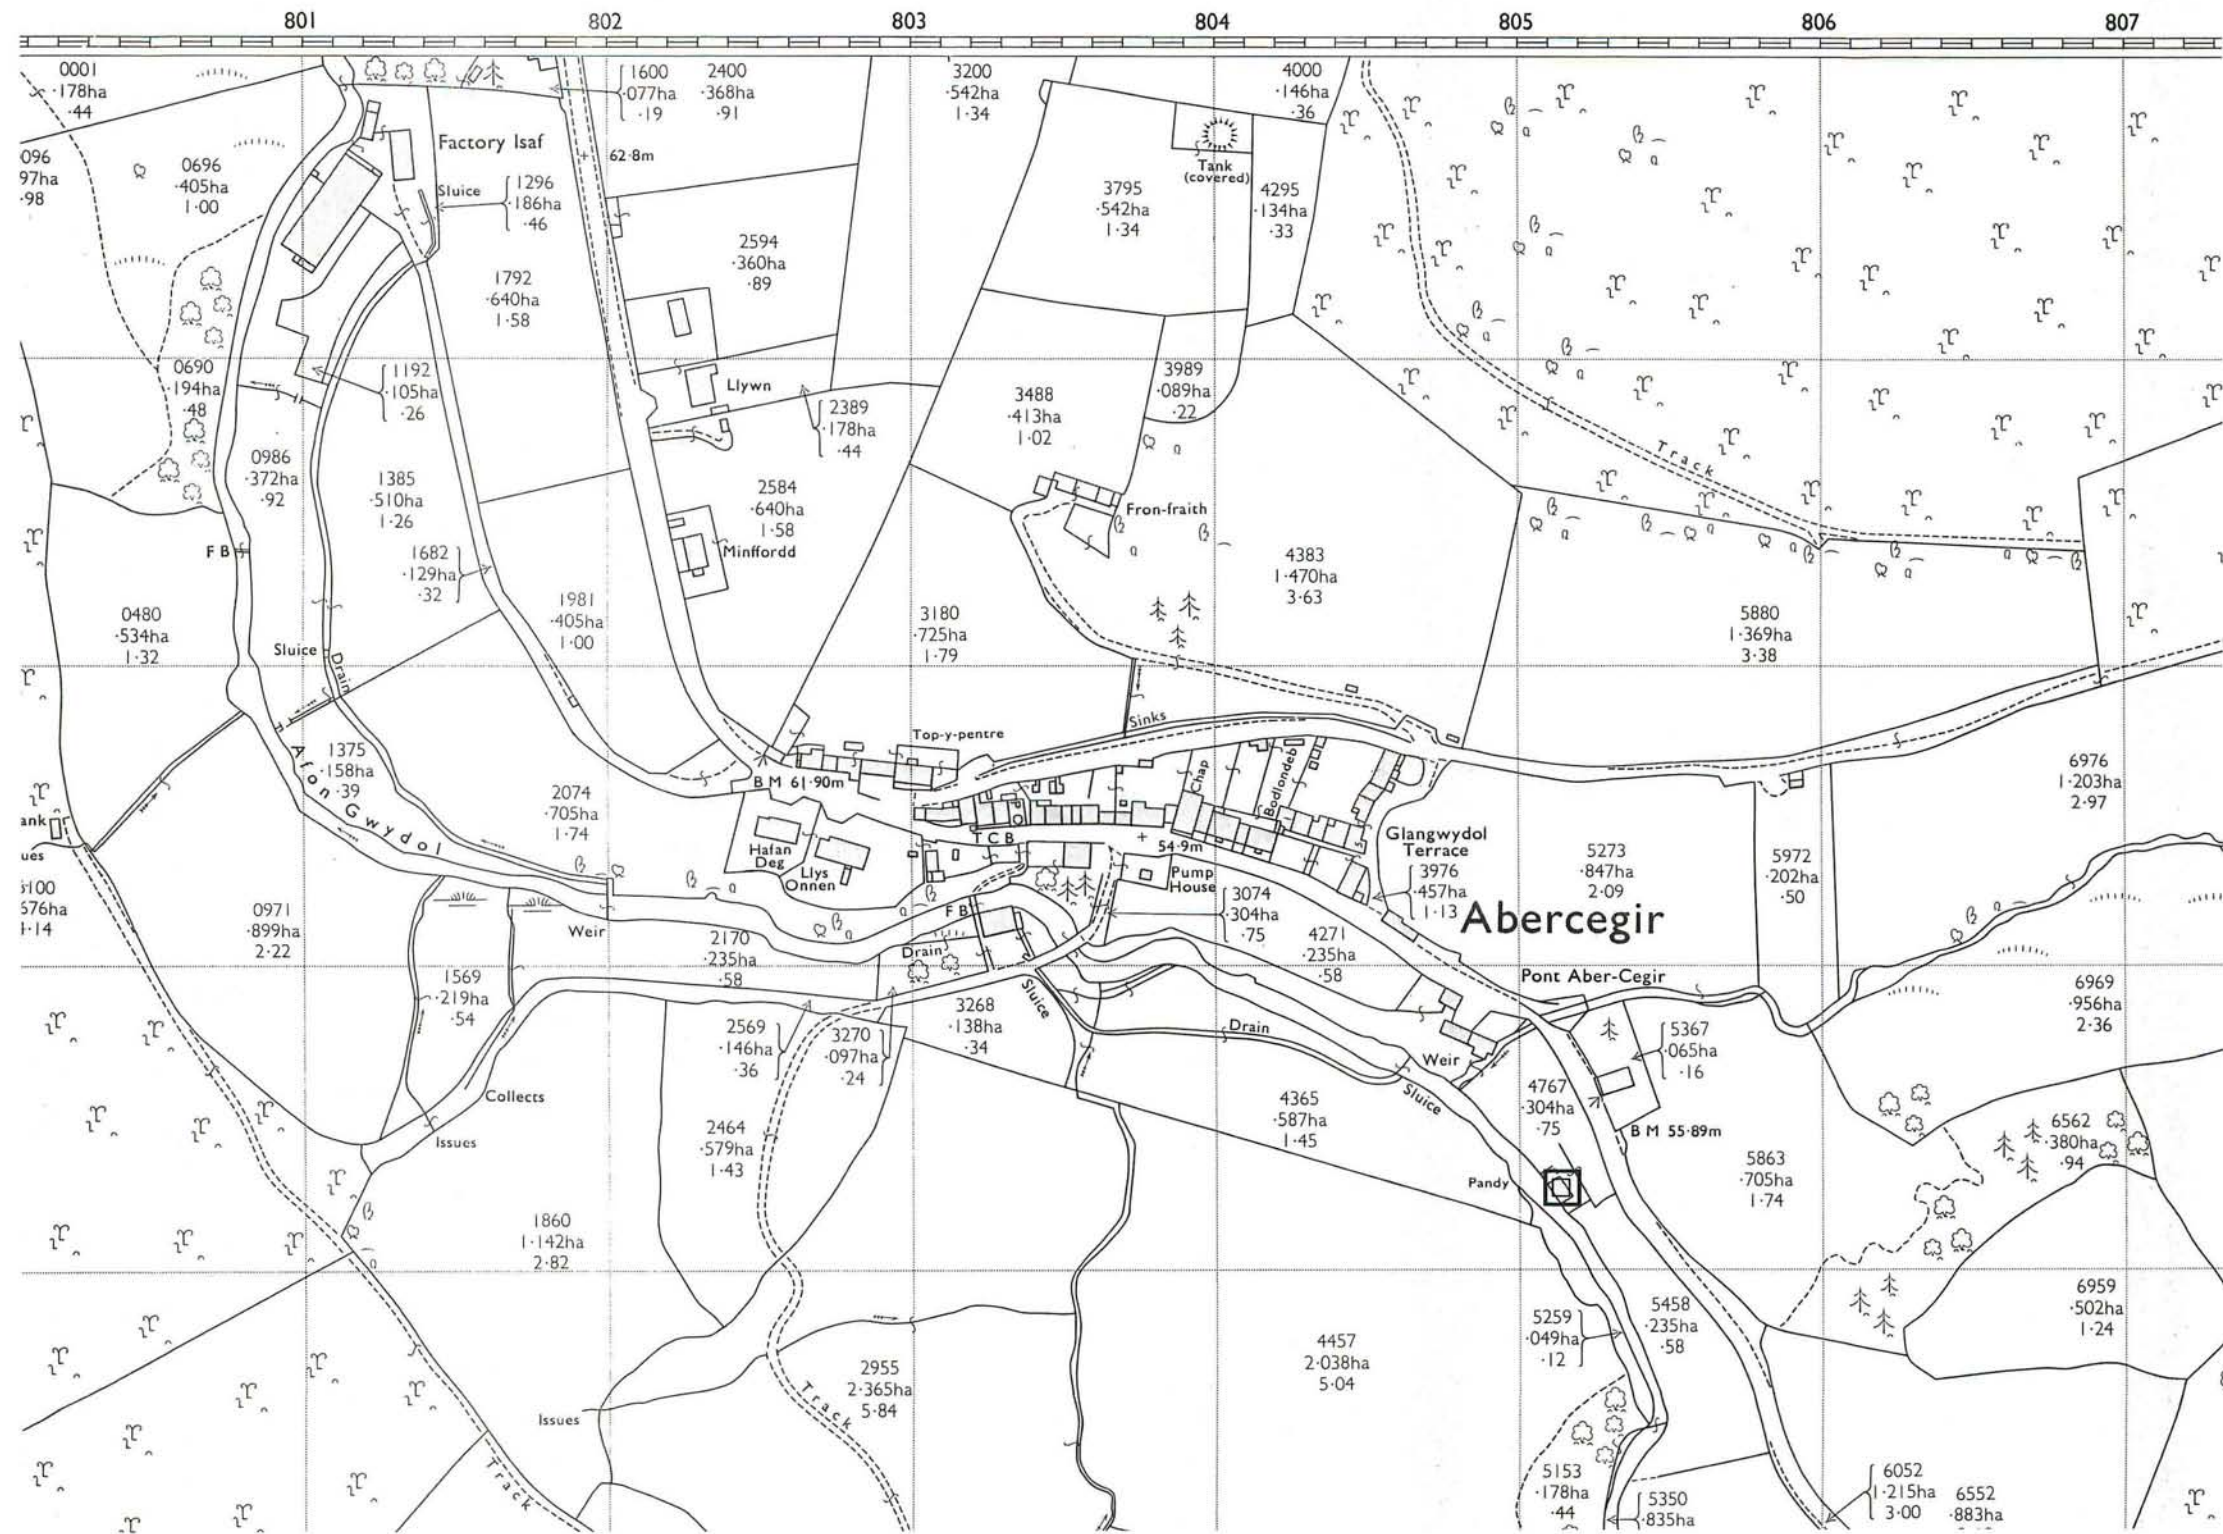 801 802 803 804 805 806 807
0001
·178ha
·44
1600
·077ha
·19
2400
·368ha
·91
3200
·542ha
1·34
4000
·146ha
·36
Factory Isaf
62·8m
Tank
(covered)
096
97ha
·98
0696
·405ha
1·00
Sluice
1296
·186ha
·46
3795
·542ha
1·34
4295
·134ha
·33
2594
·360ha
·89
1792
·640ha
1·58
0690
·194ha
·48
1192
·105ha
·26
Llywn
2389
·178ha
·44
3488
·413ha
1·02
3989
·089ha
·22
Track
0986
·372ha
·92
1385
·510ha
1·26
2584
·640ha
1·58
Fron-fraith
F B
1682
·129ha
·32
Minffordd
4383
1·470ha
3·63
0480
·534ha
1·32
1981
·405ha
1·00
3180
·725ha
1·79
5880
1·369ha
3·38
Sluice
Drain
Sinks
Top-y-pentre
Afon Gwydol
1375
·158ha
·39
B M 61·90m
Chap
Bodlondeb
6976
1·203ha
2·97
2074
·705ha
1·74
ank
T C B
54·9m
Glangwydol
Terrace
Hafan
Deg
Llys
Onnen
Pump
House
3976
·457ha
1·13
5273
·847ha
2·09
5972
·202ha
·50
ues
5100
576ha
1·14
3074
·304ha
·75
Abercegir
0971
·899ha
2·22
F B
Weir
2170
·235ha
·58
Drain
4271
·235ha
·58
Pont Aber-Cegir
1569
·219ha
·54
Sluice
6969
·956ha
2·36
3268
·138ha
·34
2569
·146ha
·36
3270
·097ha
·24
Drain
5367
·065ha
·16
Weir
Collects
Sluice
4767
·304ha
·75
4365
·587ha
1·45
2464
·579ha
1·43
Issues
B M 55·89m
6562
·380ha
·94
5863
·705ha
1·74
Pandy
1860
1·142ha
2·82
6959
·502ha
1·24
5259
·049ha
·12
5458
·235ha
·58
4457
2·038ha
5·04
2955
2·365ha
5·84
Track
Issues
Track
5153
·178ha
·44
5350
·835ha
6052
1·215ha
3·00
6552
·883ha